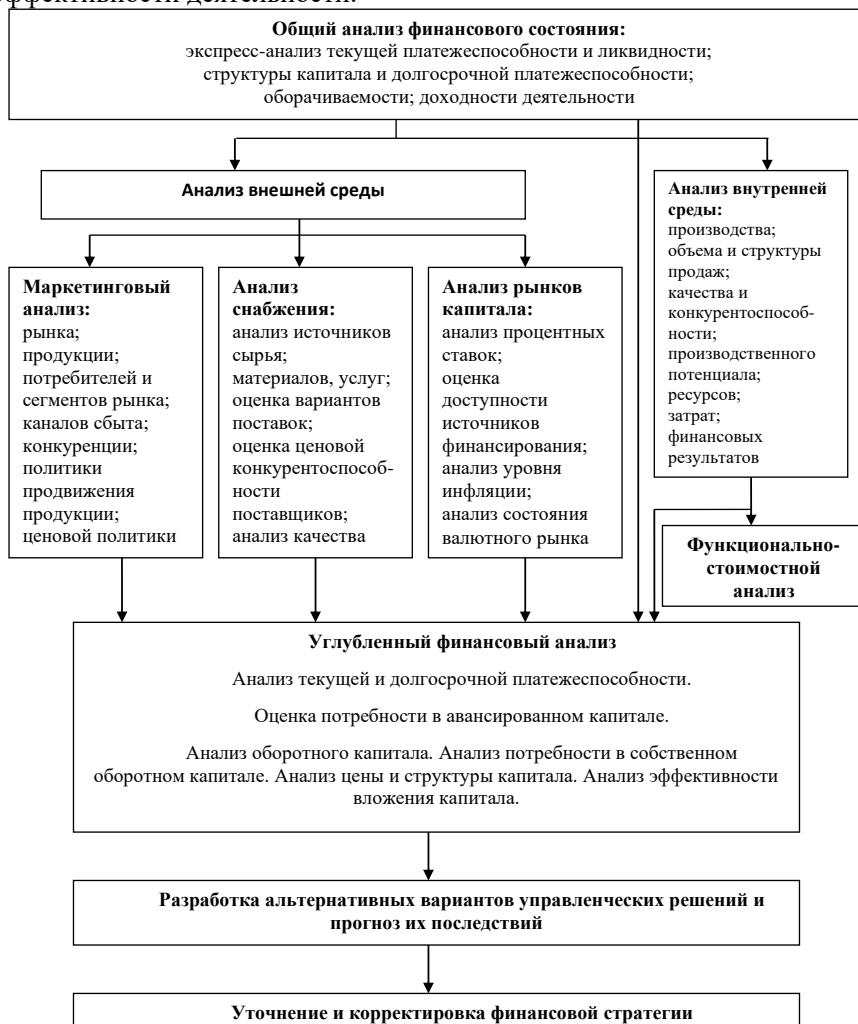 эффективности деятельности.
Общий анализ финансового состояния:
экспресс-анализ текущей платежеспособности и ликвидности;
структуры капитала и долгосрочной платежеспособности;
оборачиваемости; доходности деятельности
Анализ внешней среды
Анализ внутренней
среды:
производства;
объема и структуры
продаж;
качества и
конкурентоспособ-
ности;
производственного
потенциала;
ресурсов;
затрат;
финансовых
результатов
Маркетинговый
анализ:
рынка;
продукции;
потребителей и
сегментов рынка;
каналов сбыта;
конкуренции;
политики
продвижения
продукции;
ценовой политики
Анализ
снабжения:
анализ источников
сырья;
материалов, услуг;
оценка вариантов
поставок;
оценка ценовой
конкурентоспособ-
ности
поставщиков;
анализ качества
Анализ рынков
капитала:
анализ процентных
ставок;
оценка
доступности
источников
финансирования;
анализ уровня
инфляции;
анализ состояния
валютного рынка
Функционально-
стоимостной
анализ
Углубленный финансовый анализ
Анализ текущей и долгосрочной платежеспособности.
Оценка потребности в авансированном капитале.
Анализ оборотного капитала. Анализ потребности в собственном
оборотном капитале. Анализ цены и структуры капитала. Анализ эффективности
вложения капитала.
Разработка альтернативных вариантов управленческих решений и
прогноз их последствий
Уточнение и корректировка финансовой стратегии